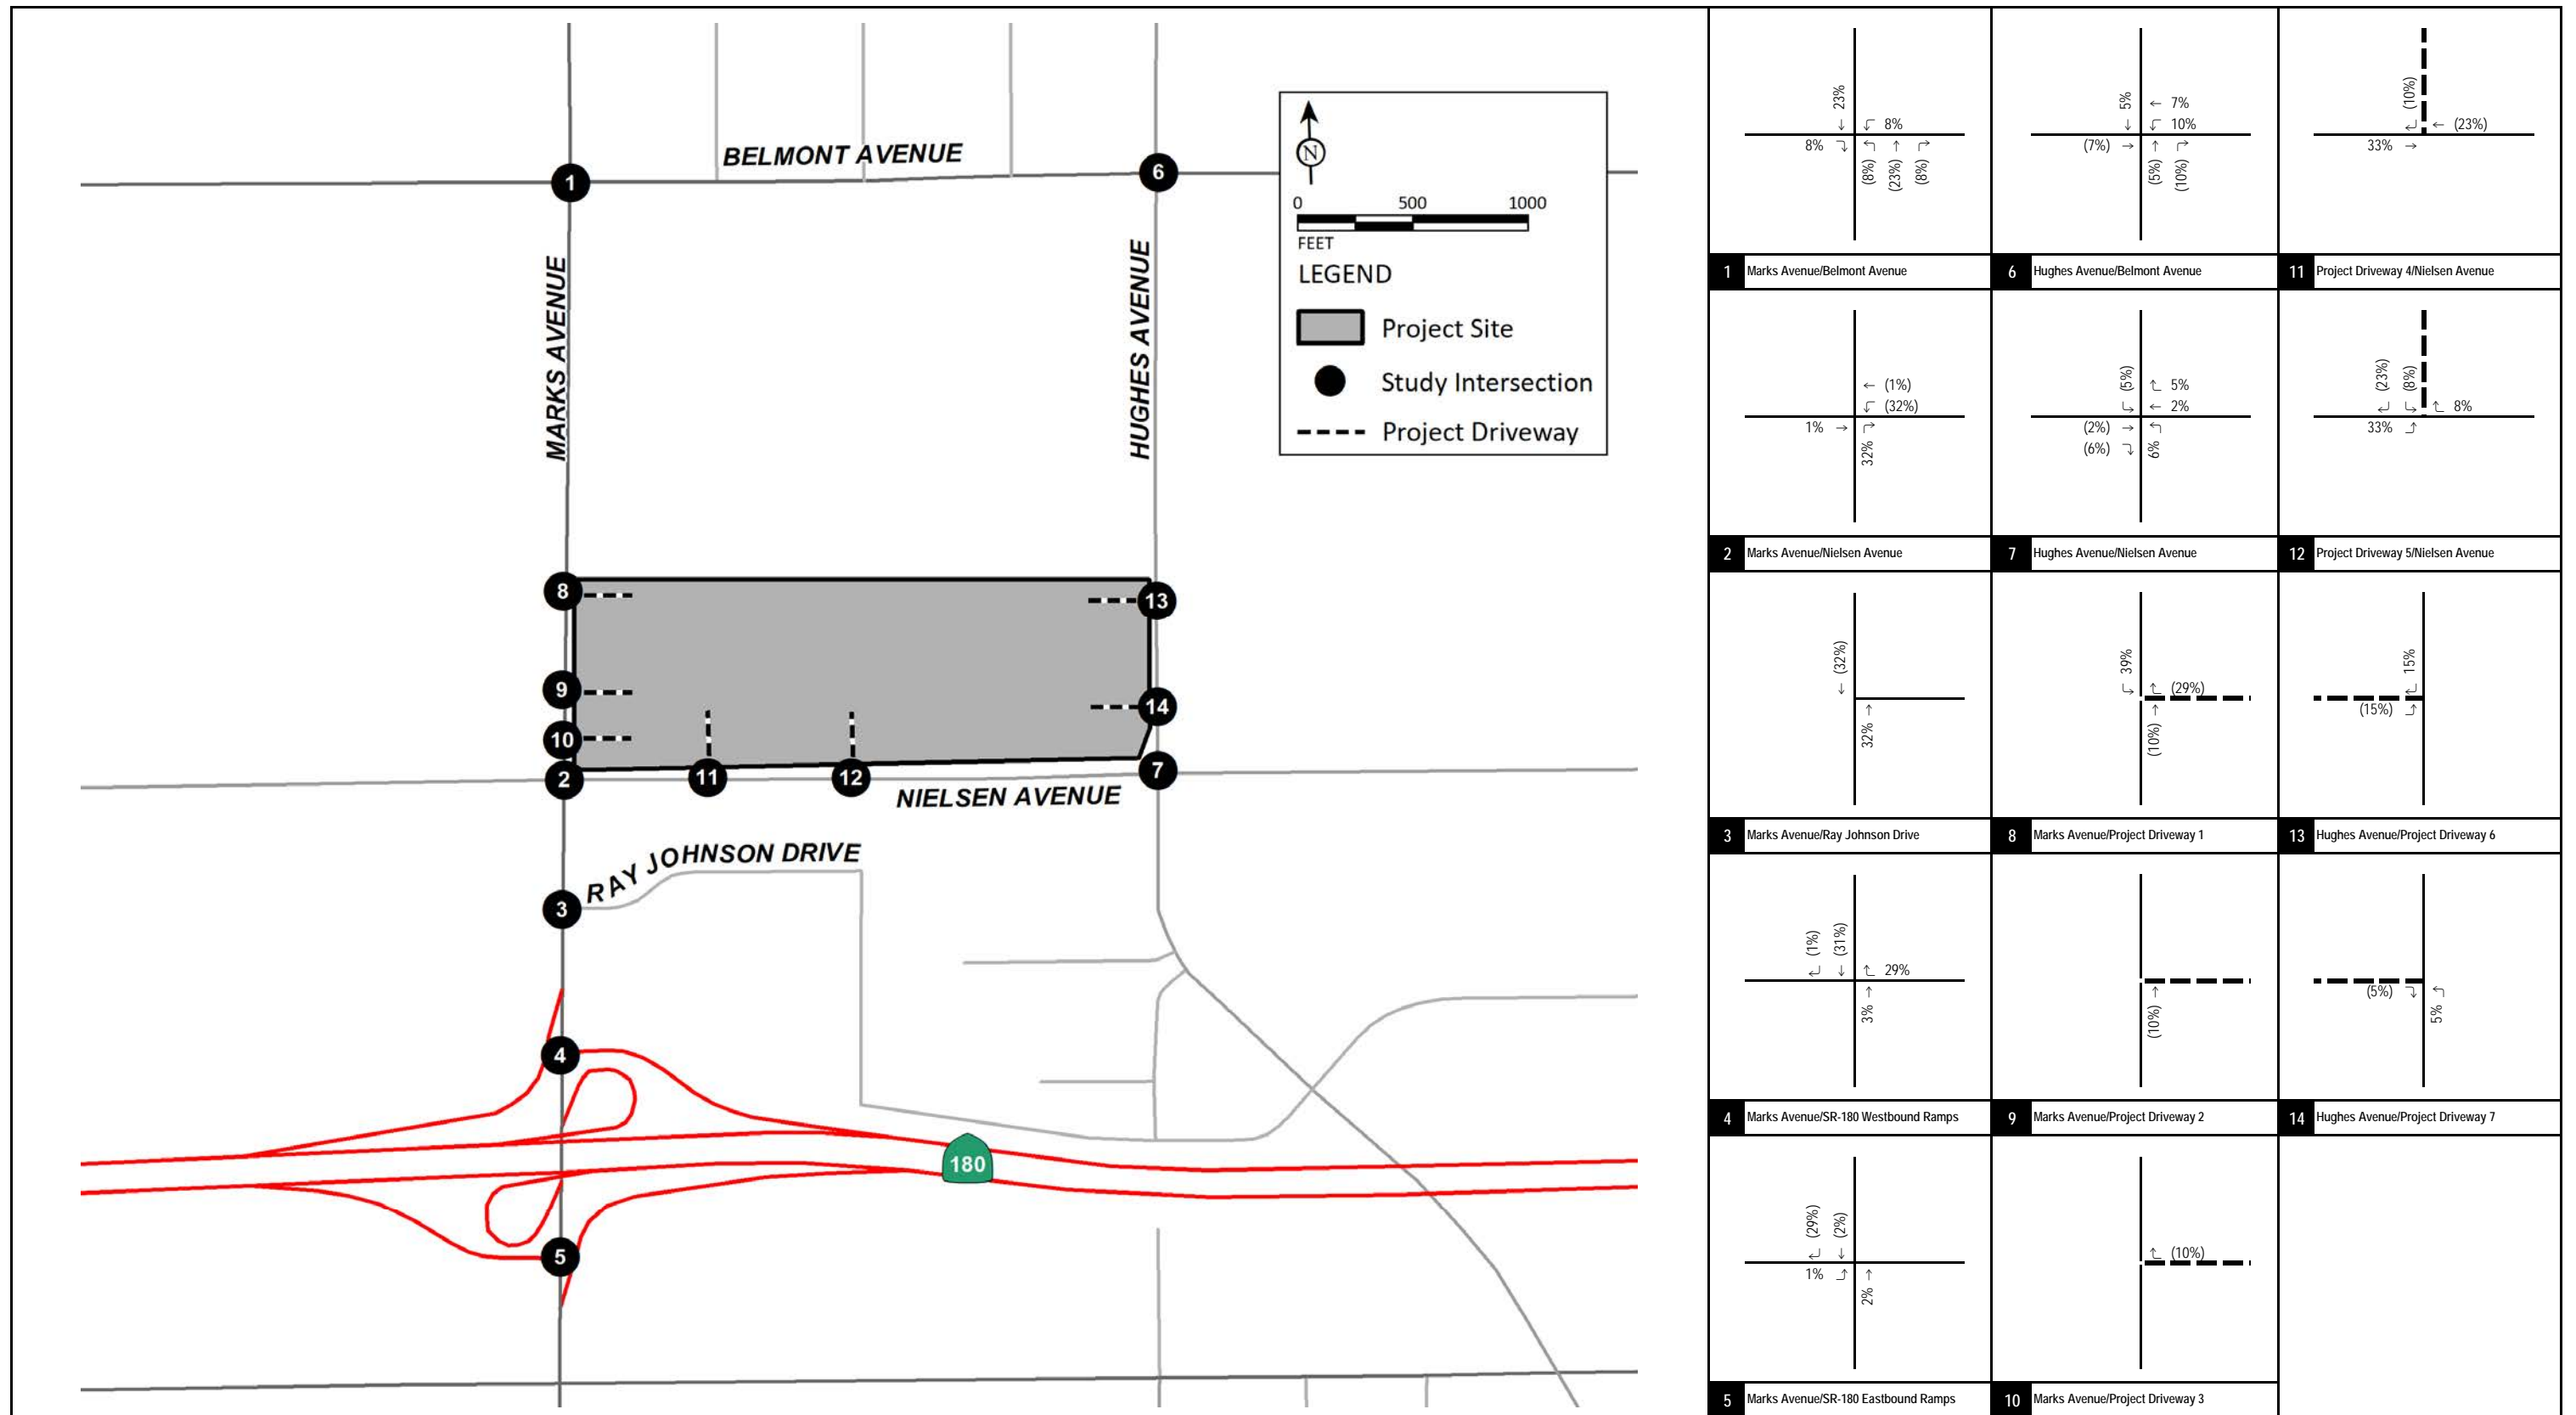 BELMONT AVENUE
MARKS AVENUE
HUGHES AVENUE
NIELSEN AVENUE
RAY JOHNSON DRIVE
180
1
6
8
9
10
2
11
12
13
14
7
3
4
5
N
0 500 1000
FEET
LEGEND
Project Site
Study Intersection
Project Driveway
23%
8%
8%
(8%) (23%) (8%)
1 Marks Avenue/Belmont Avenue
5%
7%
10%
(7%)
(5%) (10%)
6 Hughes Avenue/Belmont Avenue
(10%)
(23%)
33%
11 Project Driveway 4/Nielsen Avenue
(1%)
(32%)
1%
32%
2 Marks Avenue/Nielsen Avenue
(5%)
5%
2%
(2%)
(6%)
6%
7 Hughes Avenue/Nielsen Avenue
(23%) (8%)
8%
33%
12 Project Driveway 5/Nielsen Avenue
(32%)
32%
3 Marks Avenue/Ray Johnson Drive
39%
(29%)
(10%)
8 Marks Avenue/Project Driveway 1
15%
(15%)
13 Hughes Avenue/Project Driveway 6
(1%) (31%)
29%
3%
4 Marks Avenue/SR-180 Westbound Ramps
(10%)
9 Marks Avenue/Project Driveway 2
(5%)
5%
14 Hughes Avenue/Project Driveway 7
(29%) (2%)
1%
2%
5 Marks Avenue/SR-180 Eastbound Ramps
(10%)
10 Marks Avenue/Project Driveway 3